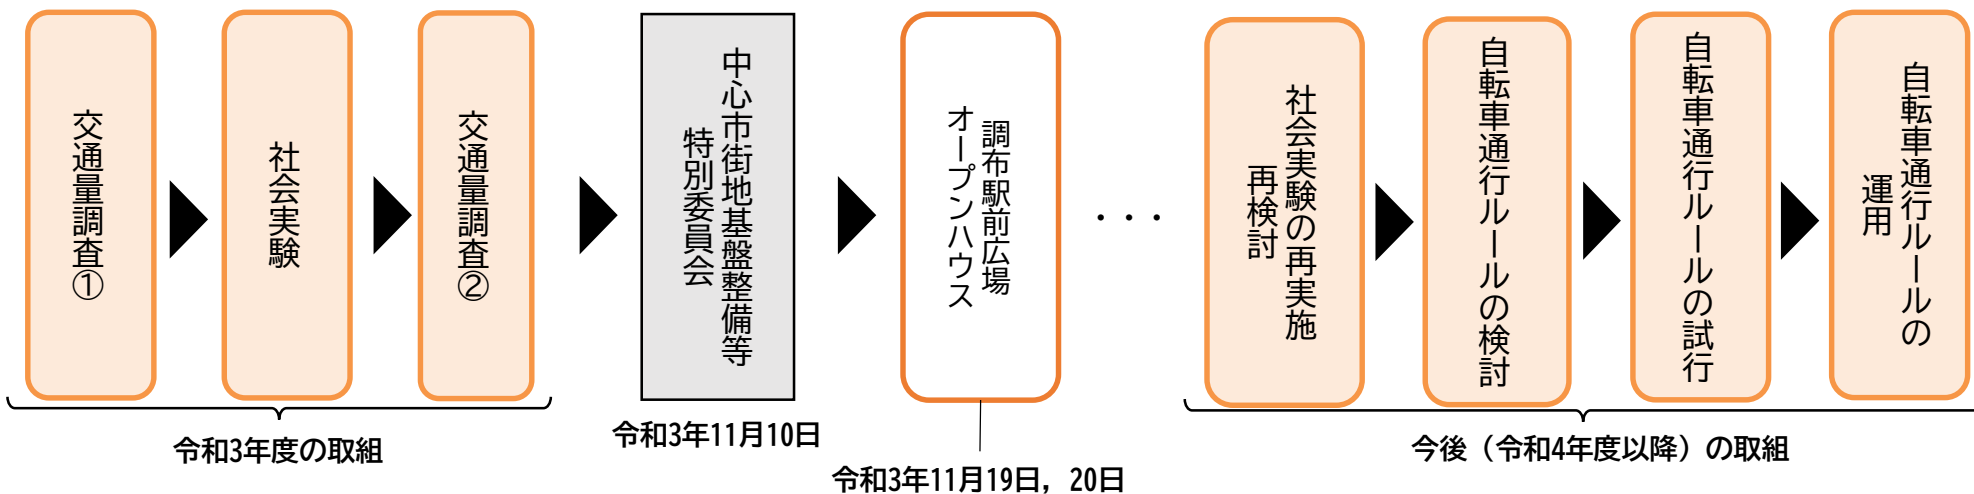 交通量調査①
社会実験
交通量調査②
中心市街地基盤整備等
特別委員会
調布駅前広場
オープンハウス
・・・
社会実験の再実施
再検討
自転車通行ルールの検討
自転車通行ルールの試行
自転車通行ルールの
運用
令和3年度の取組
令和3年11月10日
令和3年11月19日，20日
今後（令和4年度以降）の取組